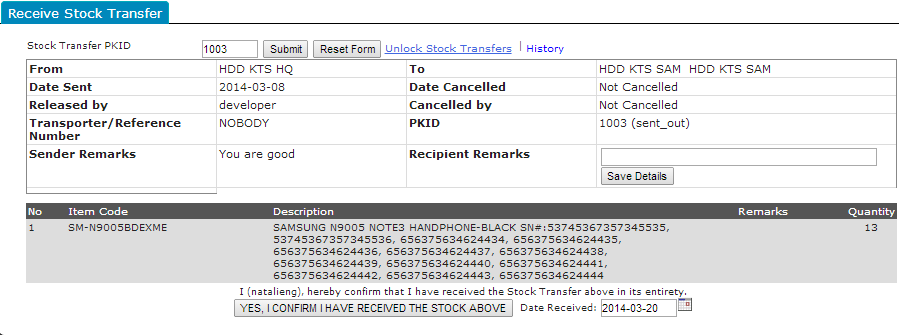 Receive Stock Transfer
Stock Transfer PKID 1003 Submit Reset Form Unlock Stock Transfers | History
From HDD KTS HQ To HDD KTS SAM HDD KTS SAM
Date Sent 2014-03-08 Date Cancelled Not Cancelled
Released by developer Cancelled by Not Cancelled
Transporter/Reference NOBODY PKID 1003 (sent_out)
Number
Sender Remarks You are good Recipient Remarks
Save Details
No Item Code Description Remarks Quantity
1 SM-N9005BDEXME SAMSUNG N9005 NOTE3 HANDPHONE-BLACK SN#:537453367357345535, 13
537453367357345536, 656375634624434, 656375634624435,
656375634624436, 656375634624437, 656375634624438,
656375634624439, 656375634624440, 656375634624441,
656375634624442, 656375634624443, 656375634624444
I (natalieng), hereby confirm that I have received the Stock Transfer above in its entirety.
YES, I CONFIRM I HAVE RECEIVED THE STOCK ABOVE Date Received: 2014-03-20